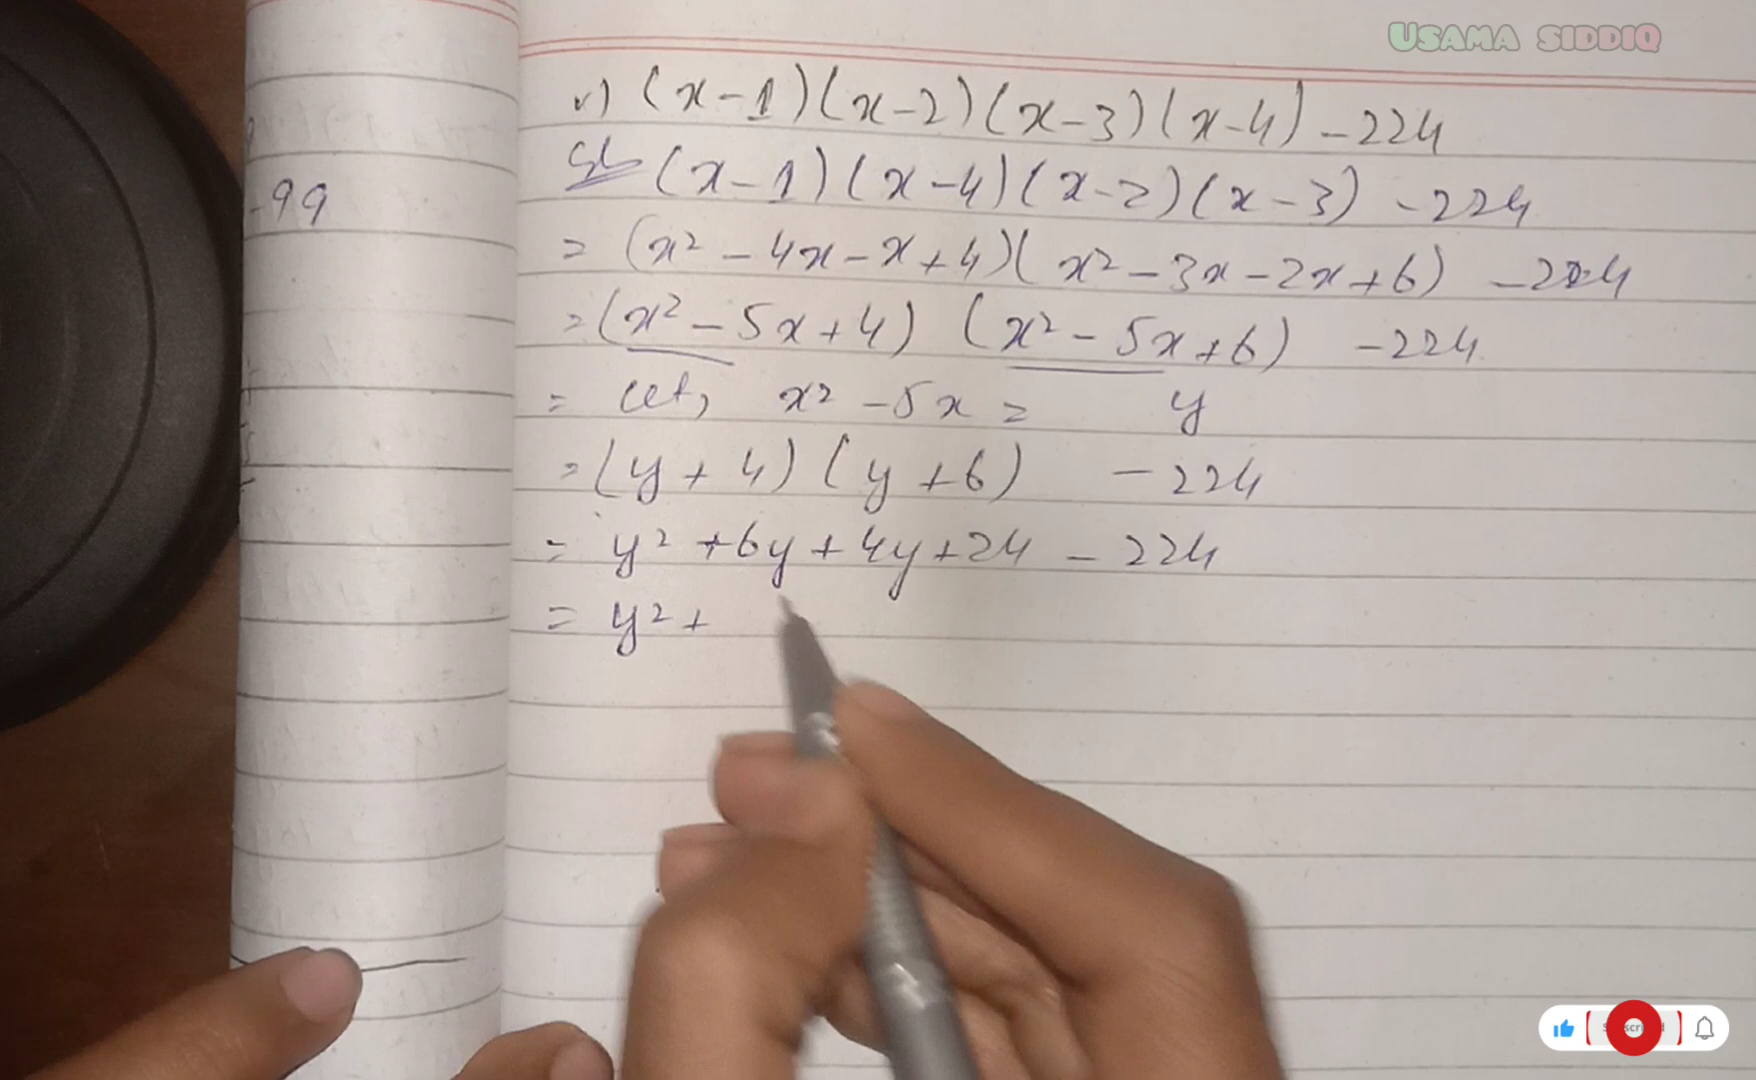 USAMA SIDDIQ
v) (x-1)(x-2)(x-3)(x-4) -224
-99
Sol (x-1)(x-4)(x-2)(x-3) -224
= (x² - 4x - x + 4)(x² - 3x - 2x + 6) -224
= (x² - 5x + 4) (x² - 5x + 6) -224
= let, x² - 5x = y
= (y + 4) (y + 6) -224
= y² + 6y + 4y + 24 - 224
= y² +